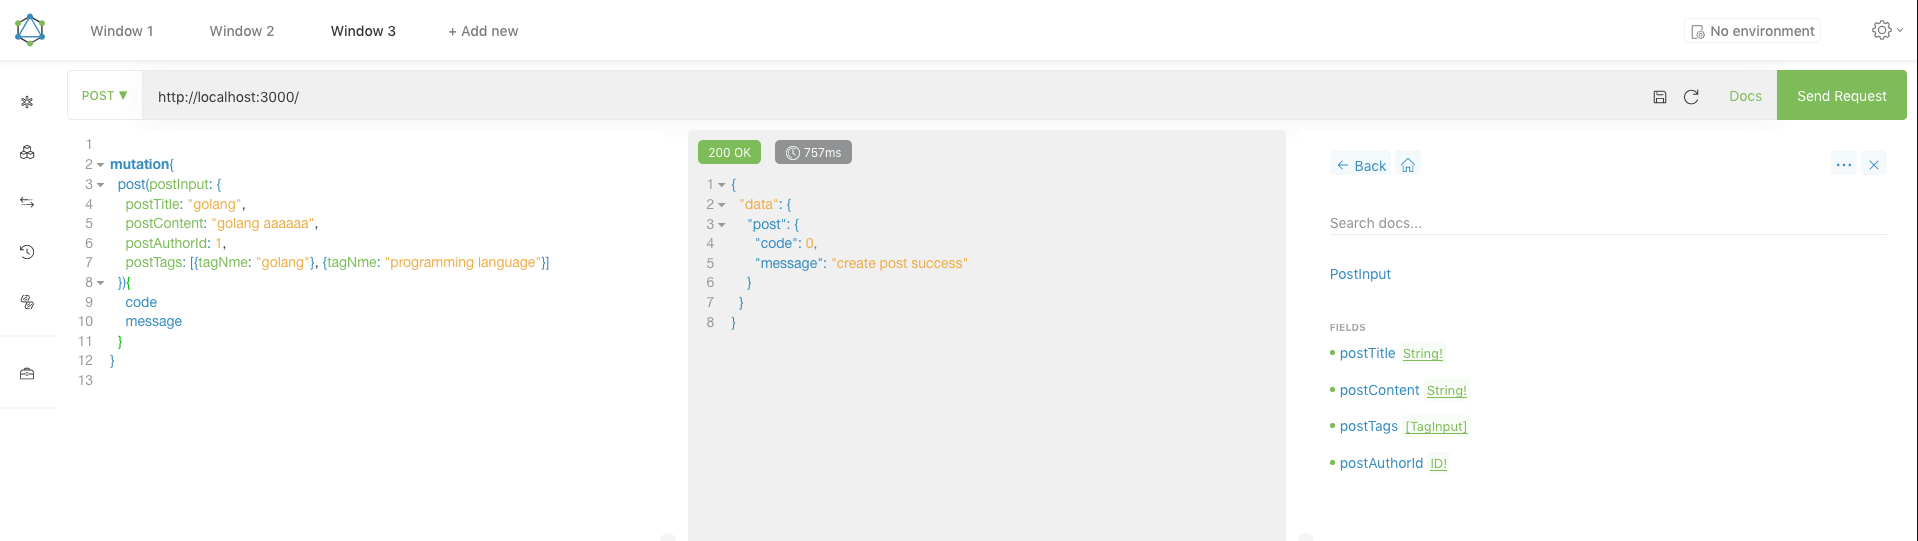 Window 1 Window 2 Window 3 + Add new No environment
POST ▼ http://localhost:3000/ Docs Send Request
1
2 mutation{
3 post(postInput: {
4 postTitle: "golang",
5 postContent: "golang aaaaaa",
6 postAuthorId: 1,
7 postTags: [{tagNme: "golang"}, {tagNme: "programming language"}]
8 }){
9 code
10 message
11 }
12 }
13
200 OK 757ms
1 {
2 "data": {
3 "post": {
4 "code": 0,
5 "message": "create post success"
6 }
7 }
8 }
← Back ... ×
Search docs...
PostInput
FIELDS
• postTitle String!
• postContent String!
• postTags [TagInput]
• postAuthorId ID!